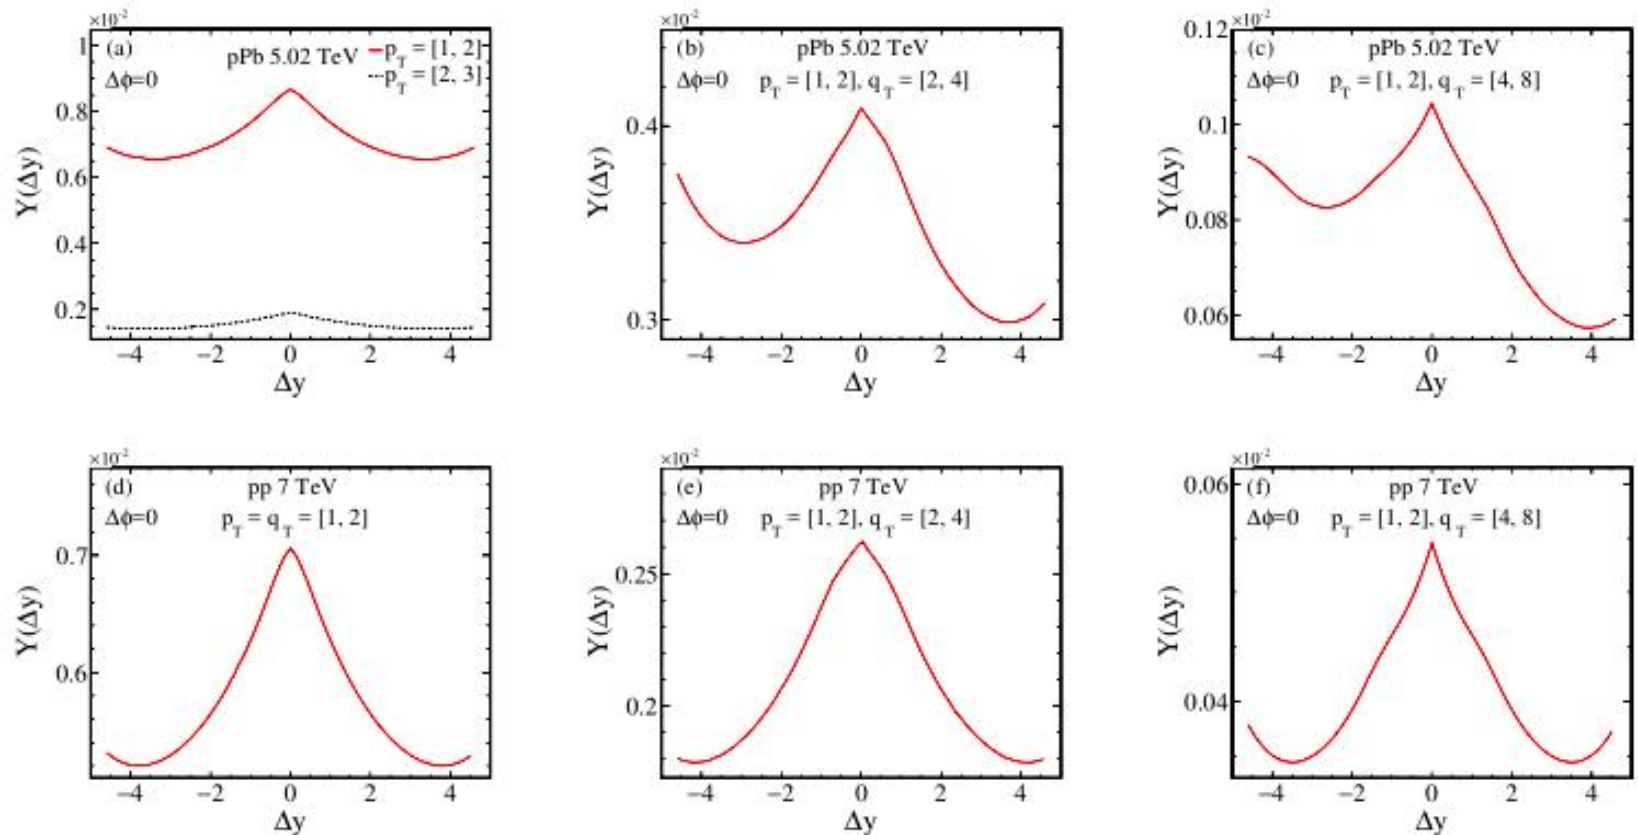 ×10⁻²
(a) pPb 5.02 TeV p_T = [1, 2]
Δϕ=0 p_T = [2, 3]
Y(Δy)
1
0.8
0.6
0.4
0.2
−4 −2 0 2 4
Δy
×10⁻²
(b) pPb 5.02 TeV
Δϕ=0 p_T = [1, 2], q_T = [2, 4]
Y(Δy)
0.4
0.3
−4 −2 0 2 4
Δy
0.12 ×10⁻²
(c) pPb 5.02 TeV
Δϕ=0 p_T = [1, 2], q_T = [4, 8]
Y(Δy)
0.1
0.08
0.06
−4 −2 0 2 4
Δy
×10⁻²
(d) pp 7 TeV
Δϕ=0 p_T = q_T = [1, 2]
Y(Δy)
0.7
0.6
−4 −2 0 2 4
Δy
×10⁻²
(e) pp 7 TeV
Δϕ=0 p_T = [1, 2], q_T = [2, 4]
Y(Δy)
0.25
0.2
−4 −2 0 2 4
Δy
×10⁻²
0.06 (f) pp 7 TeV
Δϕ=0 p_T = [1, 2], q_T = [4, 8]
Y(Δy)
0.04
−4 −2 0 2 4
Δy